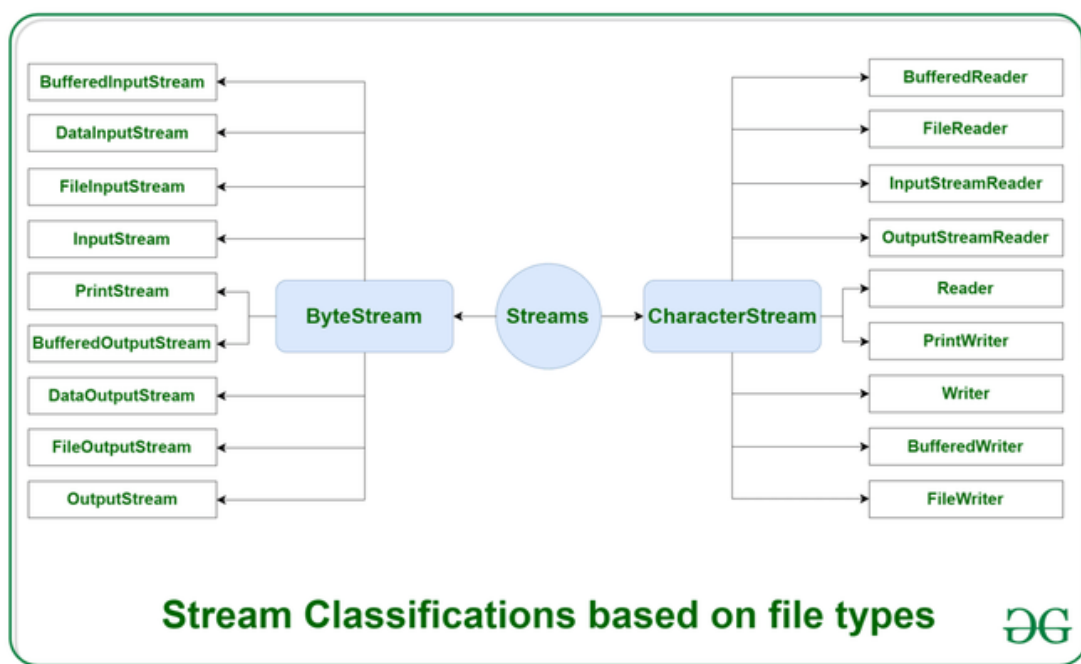 BufferedInputStream
DataInputStream
FileInputStream
InputStream
PrintStream
BufferedOutputStream
DataOutputStream
FileOutputStream
OutputStream
ByteStream
Streams
CharacterStream
BufferedReader
FileReader
InputStreamReader
OutputStreamReader
Reader
PrintWriter
Writer
BufferedWriter
FileWriter
Stream Classifications based on file types